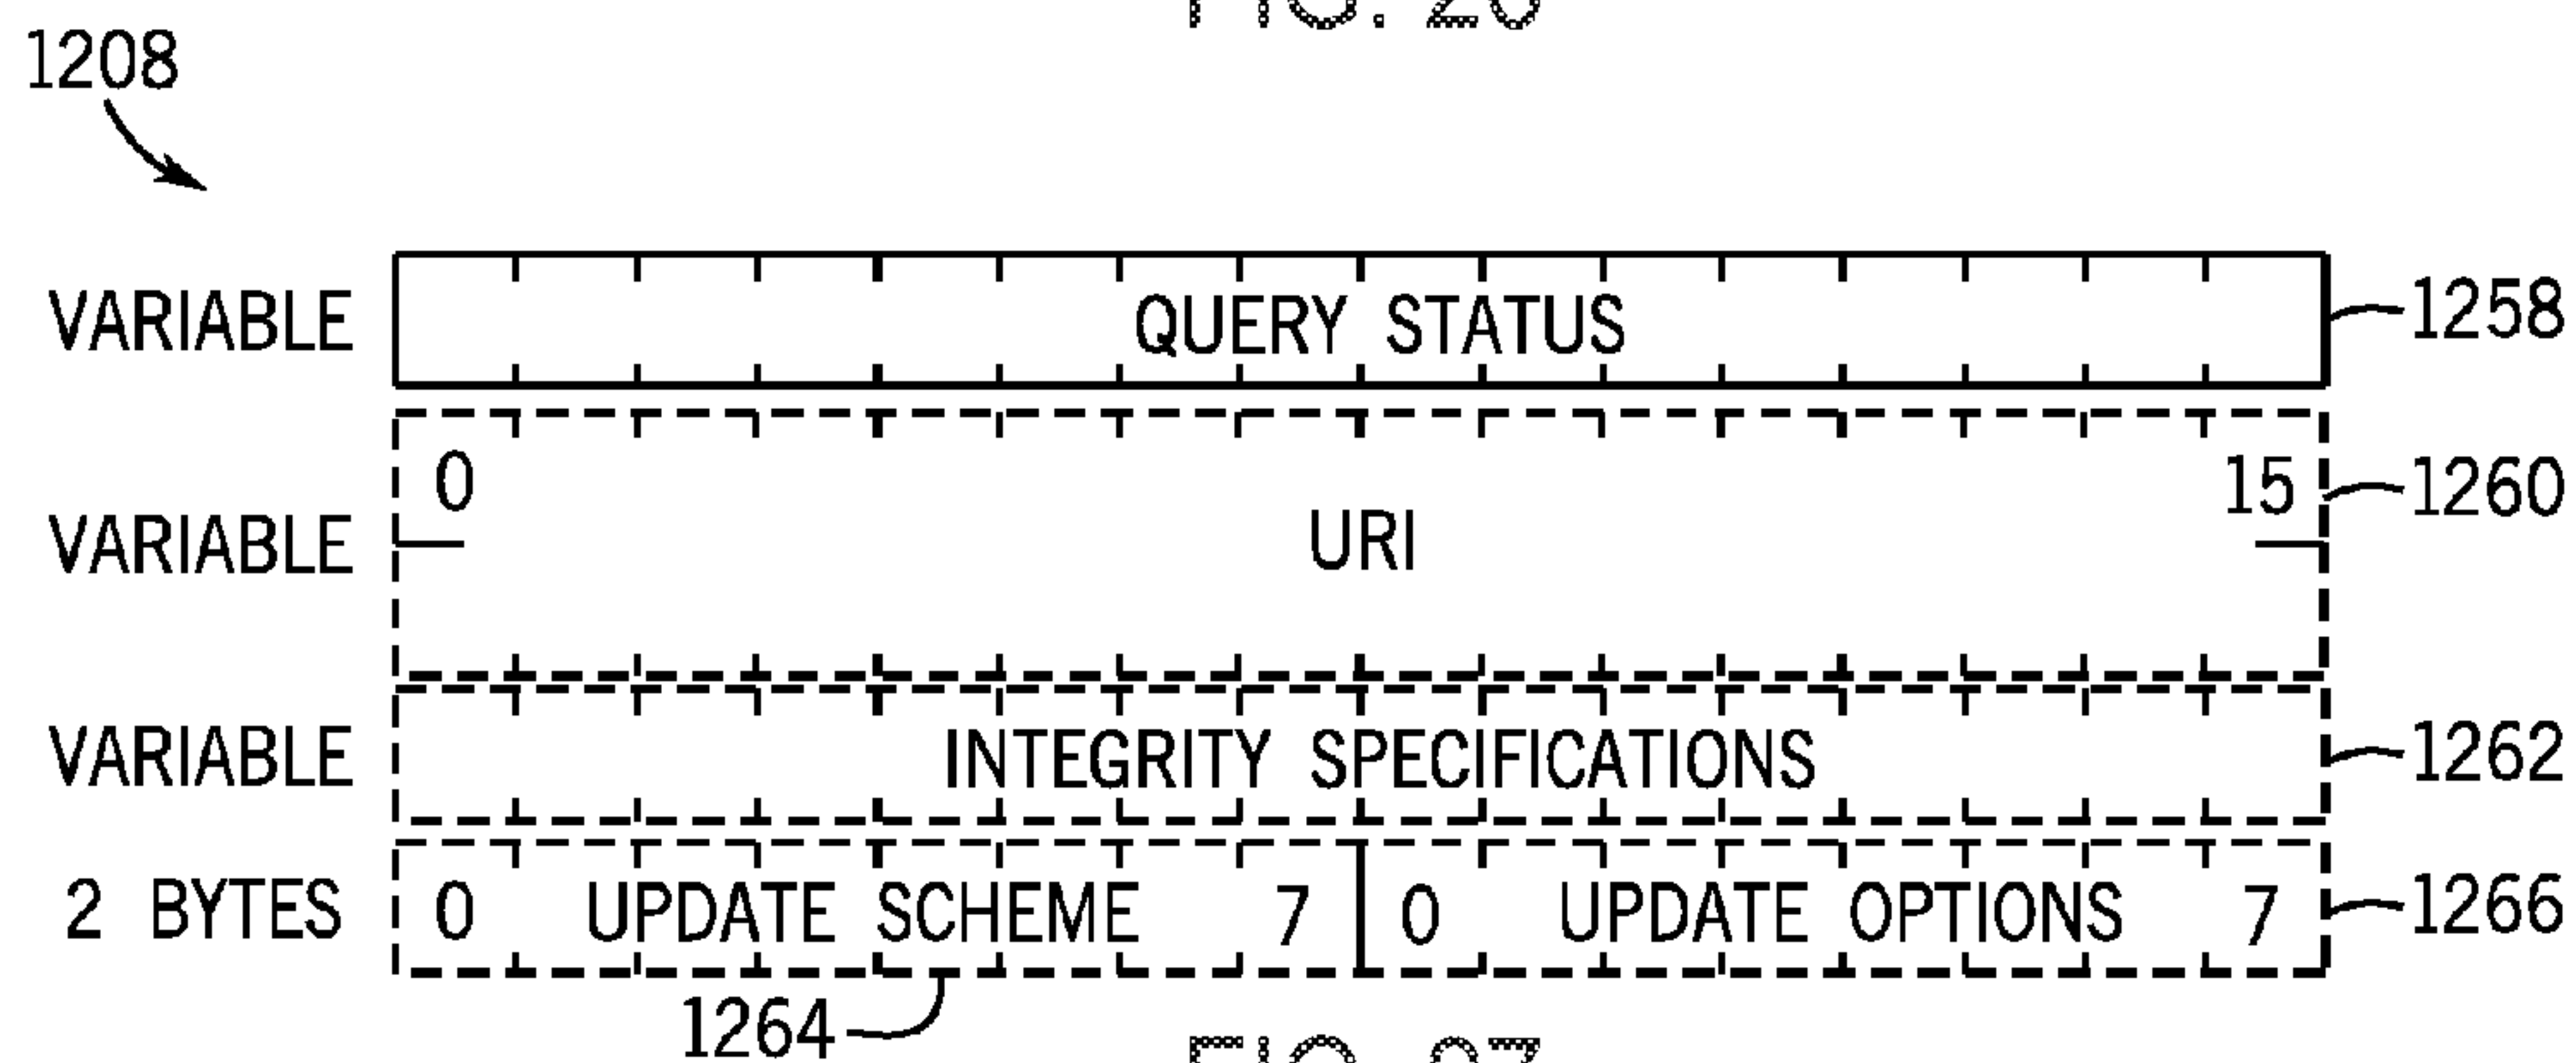 1208
VARIABLE QUERY STATUS 1258
0 15 1260
VARIABLE URI
VARIABLE INTEGRITY SPECIFICATIONS 1262
2 BYTES 0 UPDATE SCHEME 7 0 UPDATE OPTIONS 7 1266
1264